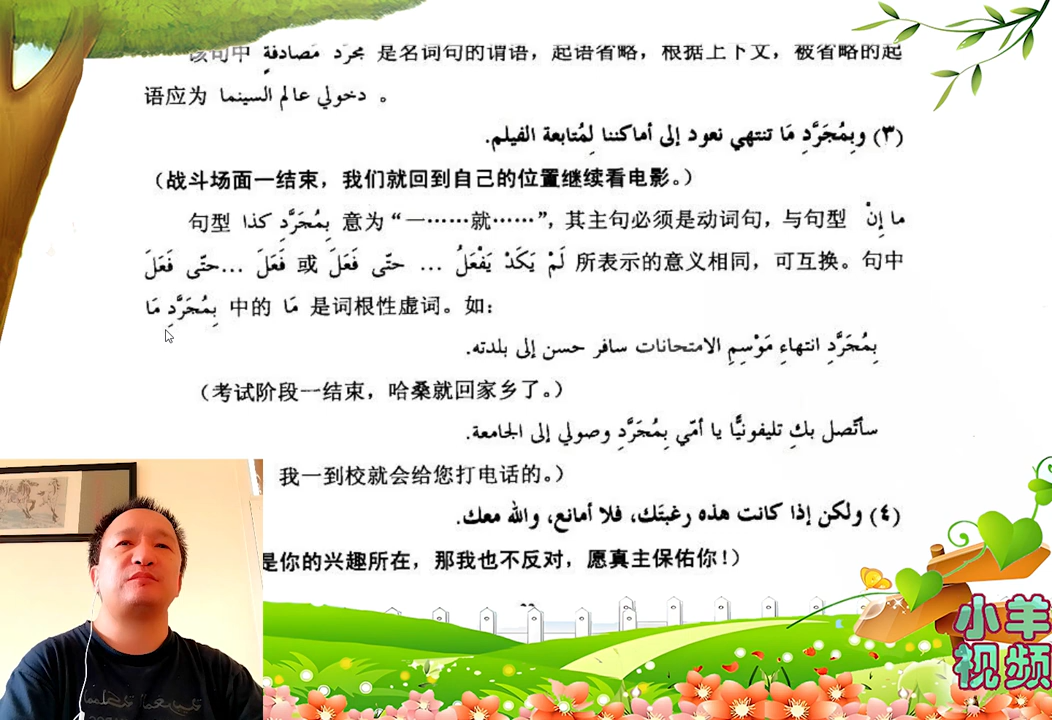 该句中 مجرّد مصادفةٍ 是名词句的谓语，起语省略，根据上下文，被省略的起
语应为 دخولي عالم السينما 。
(٣) وبِمُجَرَّدِ مَا تنتهي نعود إلى أماكننا لِمُتابعة الفيلم.
（战斗场面一结束，我们就回到自己的位置继续看电影。）
句型 بِمُجَرَّدِ كذا 意为“一……就……”，其主句必须是动词句，与句型 ما إِنْ
فَعَلَ ...حتّى فَعَلَ 或 لَمْ يَكَدْ يَفْعَلُ ... حتّى فَعَلَ 所表示的意义相同，可互换。句中
بِمُجَرَّدِ مَا 中的 مَا 是词根性虚词。如：
بِمُجَرَّدِ انتهاءِ مَوْسِمِ الامتحانات سافر حسن إلى بلدته.
（考试阶段一结束，哈桑就回家乡了。）
سأتّصل بكِ تليفونيًّا يا أمّي بِمُجَرَّدِ وصولي إلى الجامعة.
我一到校就会给您打电话的。）
(٤) ولكن إذا كانت هذه رغبتَك، فلا أمانع، والله معك.
是你的兴趣所在，那我也不反对，愿真主保佑你！）
小羊
视频